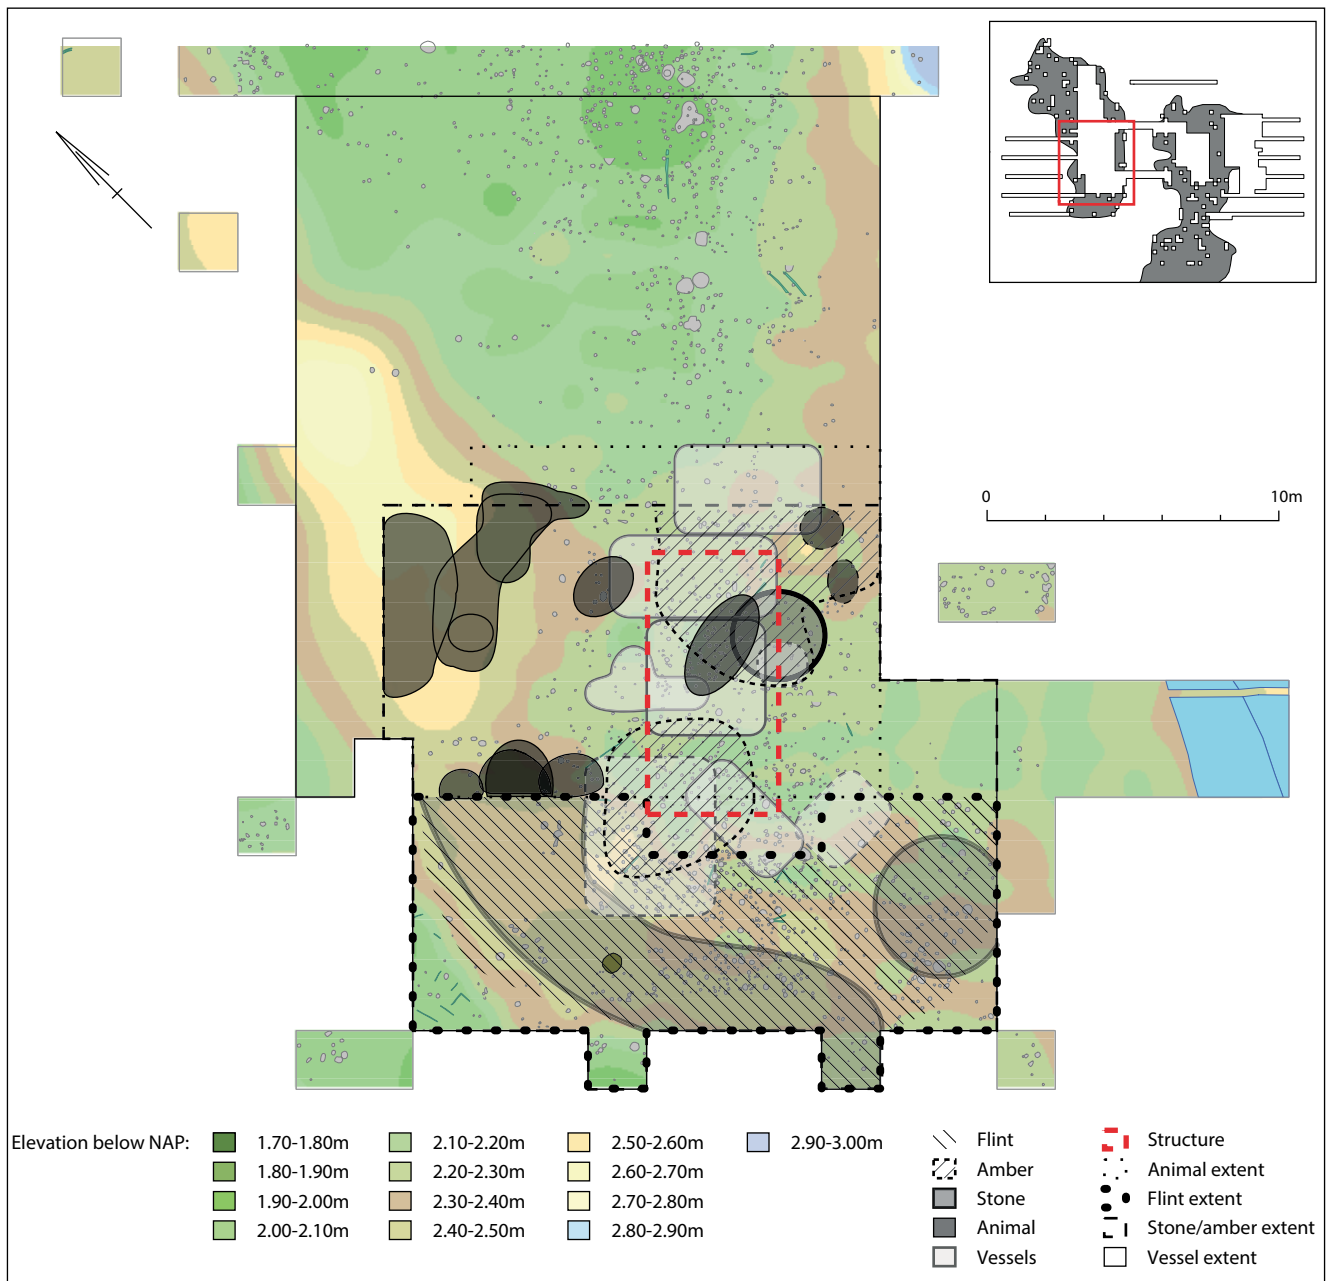 0 10m
Elevation below NAP:
1.70-1.80m
1.80-1.90m
1.90-2.00m
2.00-2.10m
2.10-2.20m
2.20-2.30m
2.30-2.40m
2.40-2.50m
2.50-2.60m
2.60-2.70m
2.70-2.80m
2.80-2.90m
2.90-3.00m
Flint
Amber
Stone
Animal
Vessels
Structure
Animal extent
Flint extent
Stone/amber extent
Vessel extent